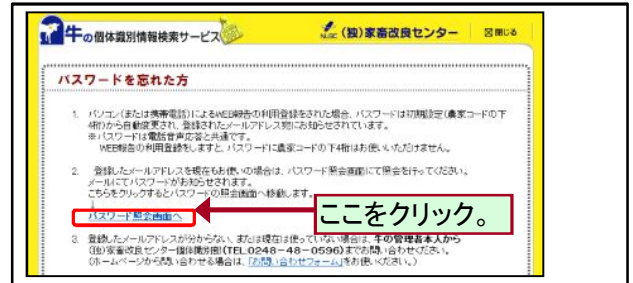 牛の個体識別情報検索サービス
NLBC (独)家畜改良センター
閉じる
パスワードを忘れた方
1. パソコン(または携帯電話)によるWEB報告の利用登録をされた場合、パスワードは初期設定(農家コードの下
4桁)から自動変更され、登録されたメールアドレス宛にお知らせされています。
※パスワードは電話音声応答と共通です。
WEB報告の利用登録をしますと、パスワードに農家コードの下4桁はお使いいただけません。
2. 登録したメールアドレスを現在もお使いの場合は、パスワード照会画面にて照会を行ってください。
メールにてパスワードがお知らせされます。
こちらをクリックするとパスワードの照会画面へ移動します。
↓
パスワード照会画面へ
ここをクリック。
3. 登録したメールアドレスが分からない、または現在は使っていない場合は、牛の管理者本人から
(独)家畜改良センター個体識別部(TEL0248-48-0596)までお問い合わせください。
(ホームページから問い合わせる場合は、「お問い合わせフォーム」をお使いください。)